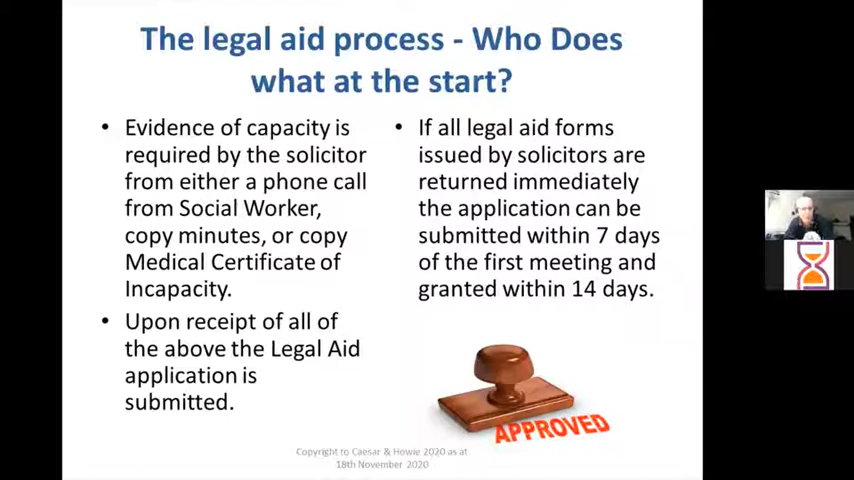 The legal aid process - Who Does
what at the start?
• Evidence of capacity is
required by the solicitor
from either a phone call
from Social Worker,
copy minutes, or copy
Medical Certificate of
Incapacity.
• Upon receipt of all of
the above the Legal Aid
application is
submitted.
• If all legal aid forms
issued by solicitors are
returned immediately
the application can be
submitted within 7 days
of the first meeting and
granted within 14 days.
APPROVED
Copyright to Caesar & Howie 2020 as at
18th November 2020